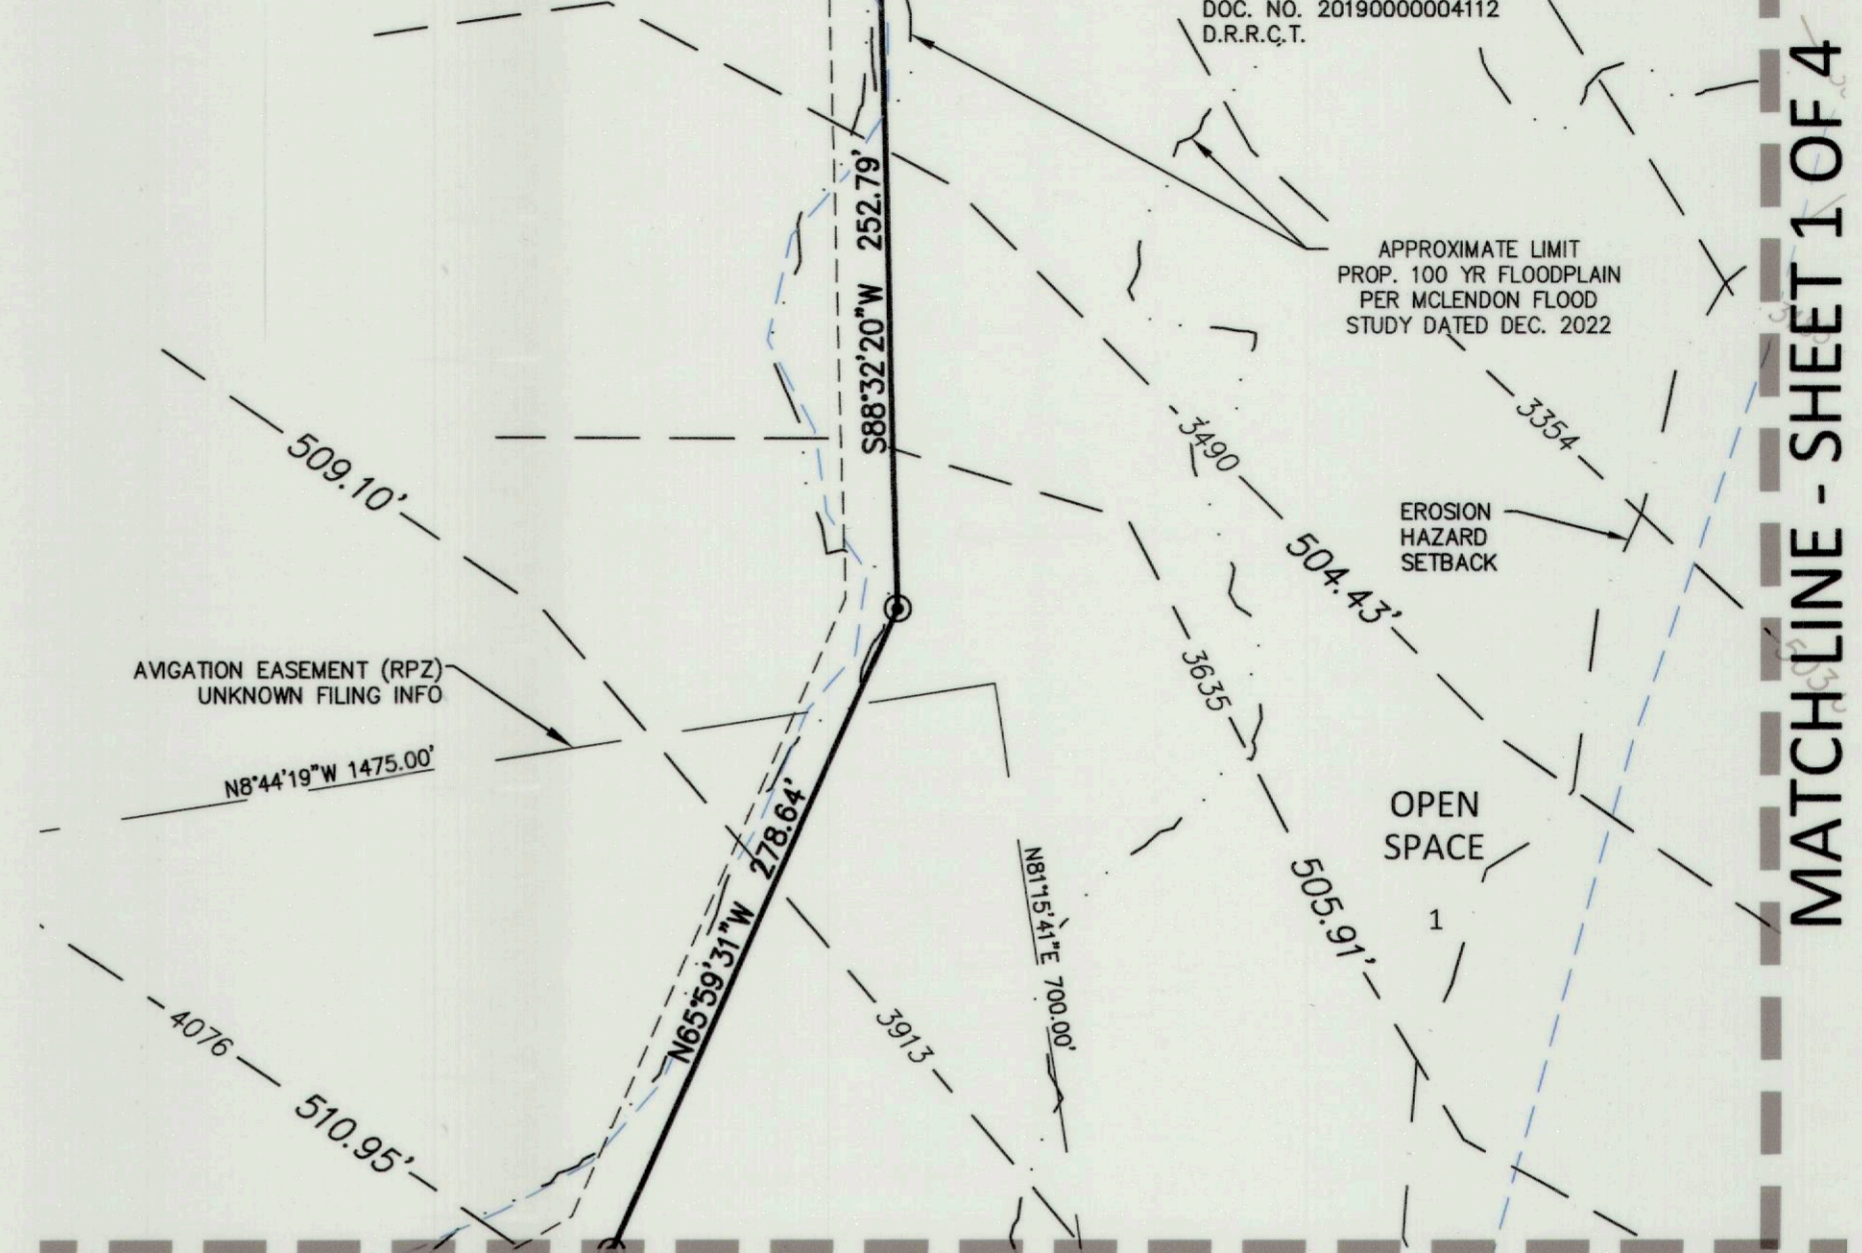 DOC. NO. 20190000004112
D.R.R.C.T.
MATCHLINE - SHEET 1 OF 4
S88°32'20"W 252.79'
APPROXIMATE LIMIT
PROP. 100 YR FLOODPLAIN
PER MCLENDON FLOOD
STUDY DATED DEC. 2022
509.10'
3490
3354
EROSION
HAZARD
SETBACK
504.43'
AVIGATION EASEMENT (RPZ)
UNKNOWN FILING INFO
3635
N8°44'19"W 1475.00'
278.64'
N65°59'31"W
OPEN
SPACE
1
N81°15'41"E 700.00'
505.91'
4076
3913
510.95'